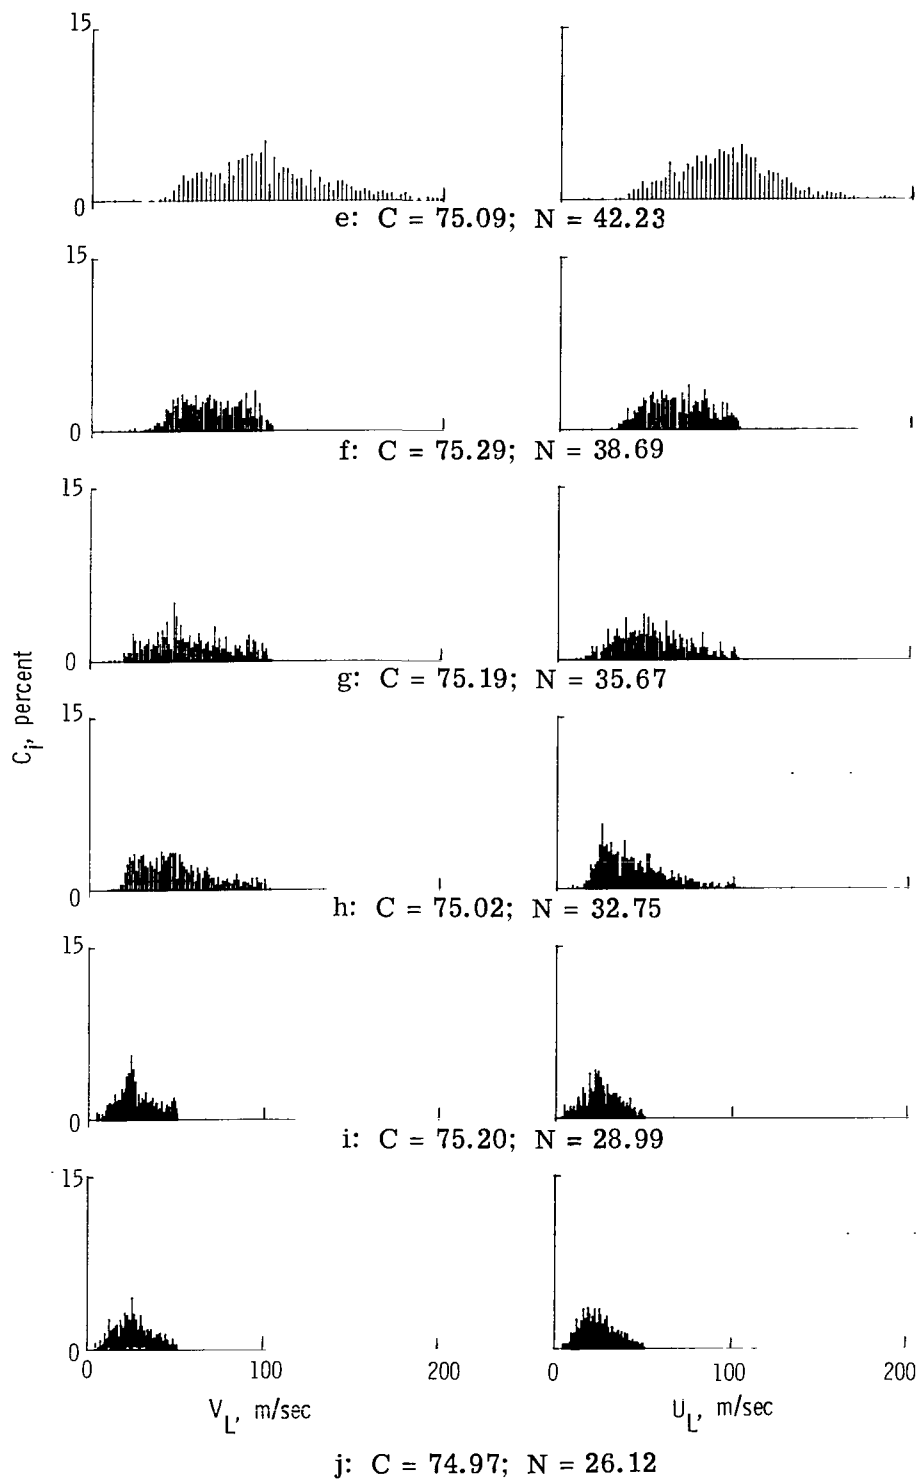 15
0
e: C = 75.09; N = 42.23
15
0
f: C = 75.29; N = 38.69
15
0
g: C = 75.19; N = 35.67
C_i, percent
15
0
h: C = 75.02; N = 32.75
15
0
i: C = 75.20; N = 28.99
15
0
0 100 200 0 100 200
V_L, m/sec U_L, m/sec
j: C = 74.97; N = 26.12